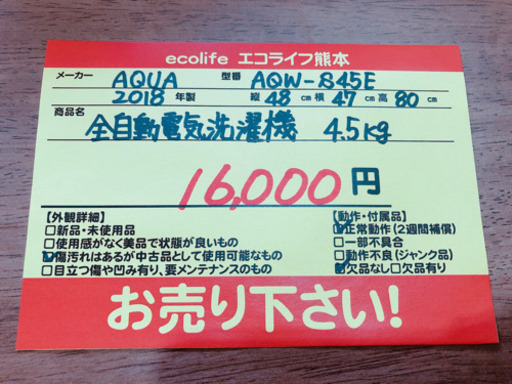 ecolife エコライフ熊本
メーカー AQUA 型番 AQW-S45E
2018 年製 縦 48 cm 横 47 cm 高 80 cm
商品名
全自動電気洗濯機 4.5kg
16,000円
【外観詳細】
□新品・未使用品
□使用感がなく美品で状態が良いもの
☑傷汚れはあるが中古品として使用可能なもの
□目立つ傷や凹み有り、要メンテナンスのもの
【動作・付属品】
☑正常動作(2週間補償)
□一部不具合
□動作不良(ジャンク品)
☑欠品なし□欠品有り
お売り下さい!